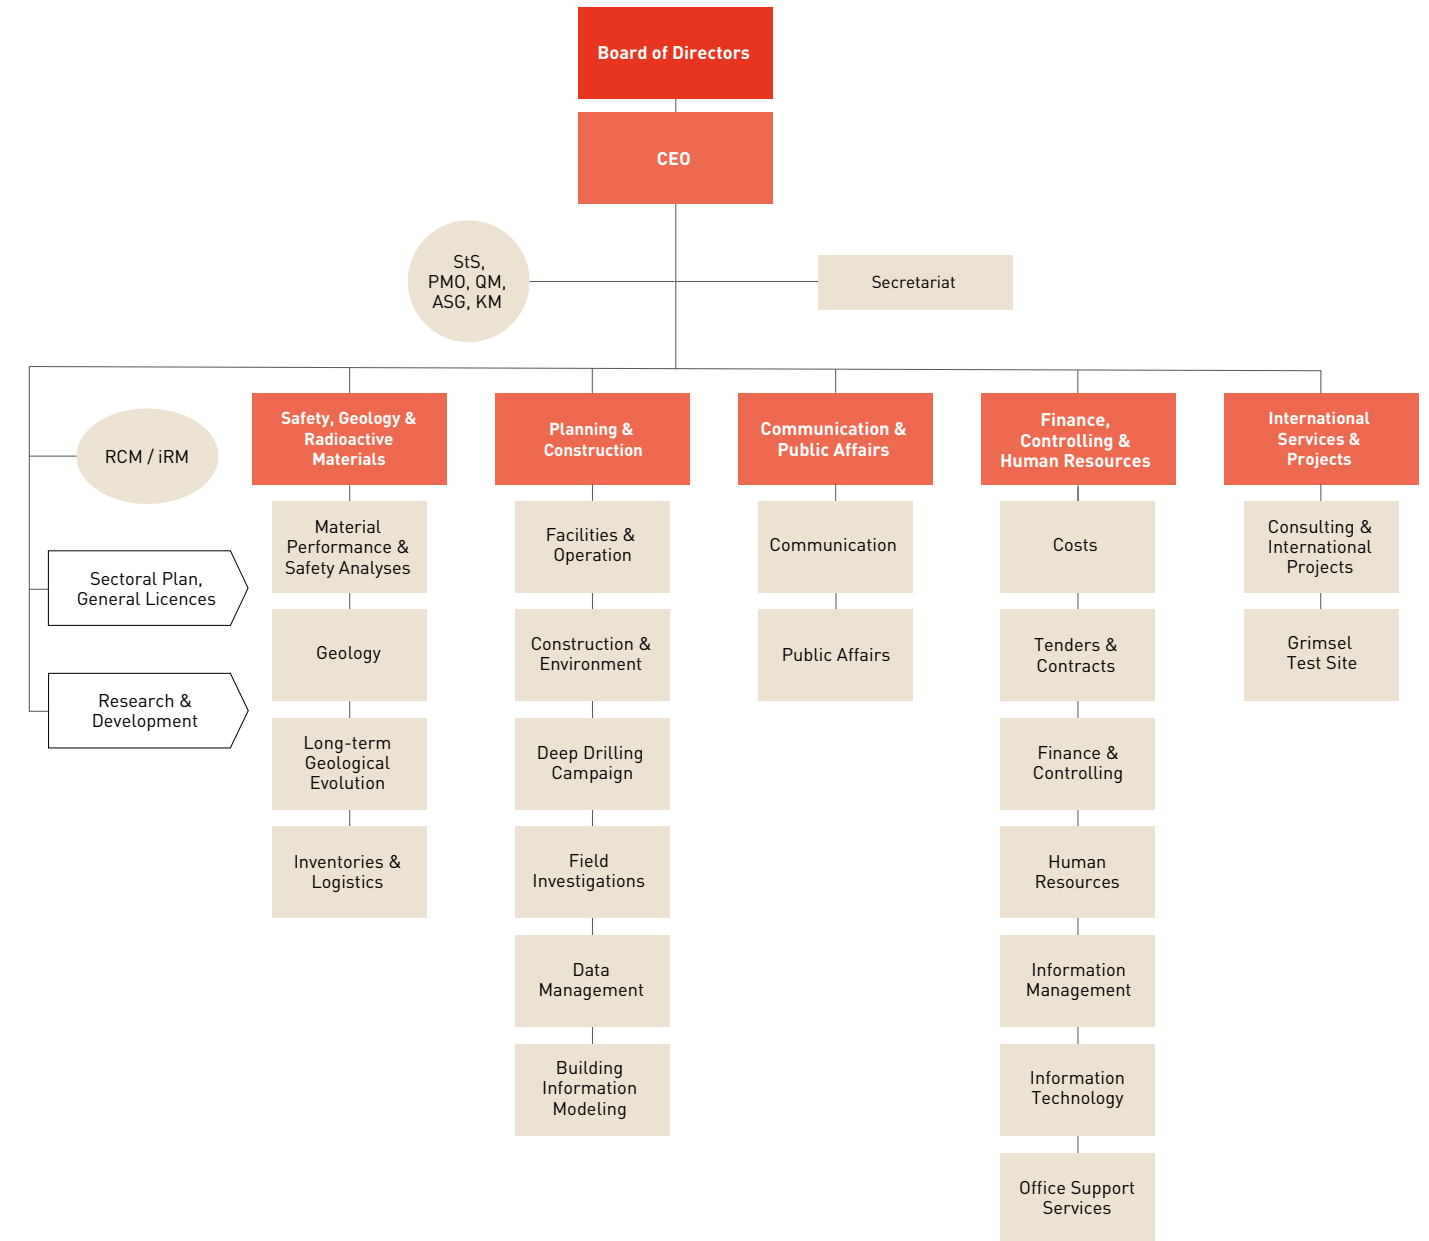 Board of Directors
CEO
StS,
PMO, QM,
ASG, KM
Secretariat
RCM / iRM
Sectoral Plan,
General Licences
Research &
Development
Safety, Geology &
Radioactive
Materials
Material
Performance &
Safety Analyses
Geology
Long-term
Geological
Evolution
Inventories &
Logistics
Planning &
Construction
Facilities &
Operation
Construction &
Environment
Deep Drilling
Campaign
Field
Investigations
Data
Management
Building
Information
Modeling
Communication &
Public Affairs
Communication
Public Affairs
Finance,
Controlling &
Human Resources
Costs
Tenders &
Contracts
Finance &
Controlling
Human
Resources
Information
Management
Information
Technology
Office Support
Services
International
Services &
Projects
Consulting &
International
Projects
Grimsel
Test Site